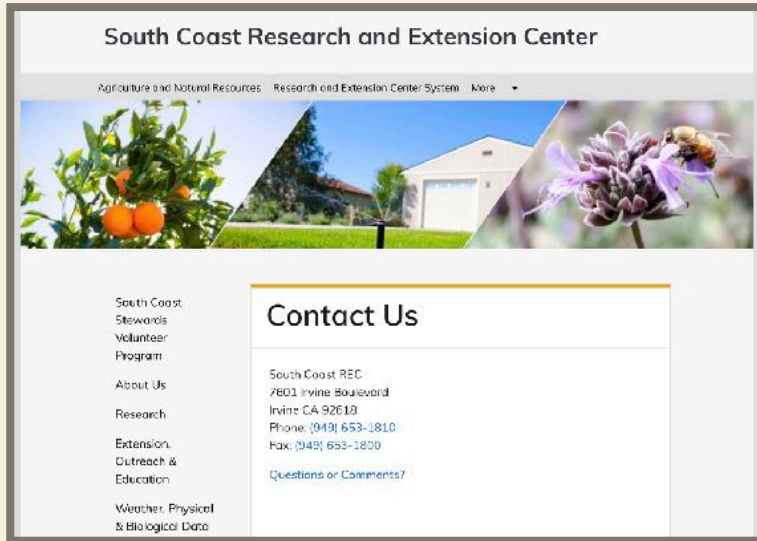 South Coast Research and Extension Center
Agriculture and Natural Resources Research and Extension Center System More
South Coast
Stewards
Volunteer
Program
About Us
Research
Extension,
Outreach &
Education
Weather, Physical
& Biological Data
Contact Us
South Coast REC
7601 Irvine Boulevard
Irvine CA 92618
Phone: (949) 653-1810
Fax: (949) 653-1800
Questions or Comments?